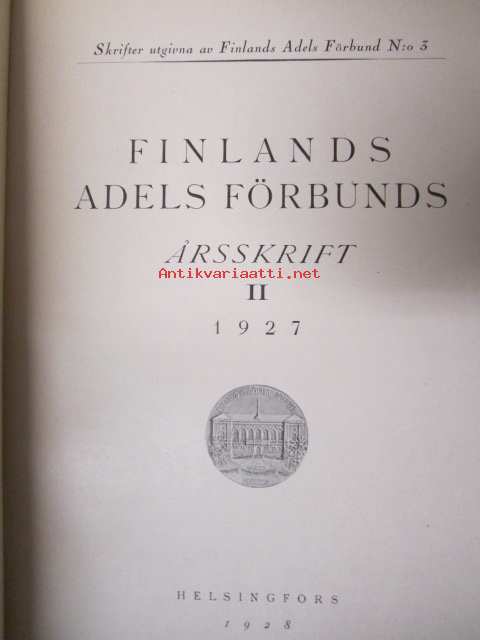 Skrifter utgivna av Finlands Adels Förbund N:o 3
FINLANDS
ADELS FÖRBUNDS
ÅRSSKRIFT
Antikvariaatti.net
II
1927
HELSINGFORS
1928